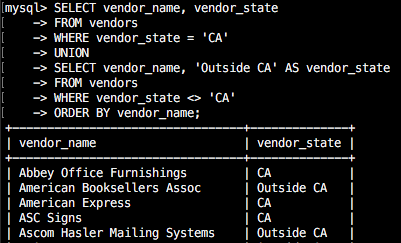 mysql> SELECT vendor_name, vendor_state
-> FROM vendors
-> WHERE vendor_state = 'CA'
-> UNION
-> SELECT vendor_name, 'Outside CA' AS vendor_state
-> FROM vendors
-> WHERE vendor_state <> 'CA'
-> ORDER BY vendor_name;
+--------------------------------+--------------+
| vendor_name | vendor_state |
+--------------------------------+--------------+
| Abbey Office Furnishings | CA |
| American Booksellers Assoc | Outside CA |
| American Express | CA |
| ASC Signs | CA |
| Ascom Hasler Mailing Systems | Outside CA |